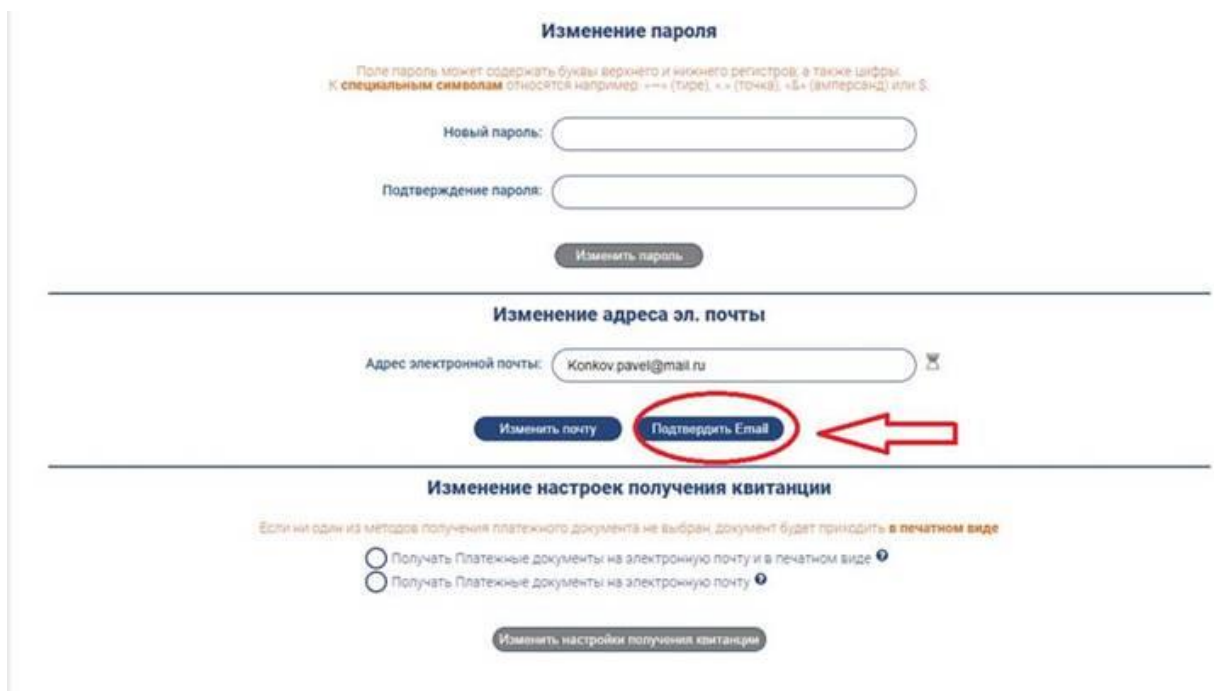 Изменение пароля
Поле пароль может содержать буквы верхнего и нижнего регистров, а также цифры.
К специальным символам относятся например: «—» (тире), «.» (точка), «&» (амперсанд) или $.
Новый пароль:
Подтверждение пароля:
Изменить пароль
Изменение адреса эл. почты
Адрес электронной почты: Konkov.pavel@mail.ru
Изменить почту Подтвердить Email
Изменение настроек получения квитанции
Если ни один из методов получения платежного документа не выбран, документ будет приходить в печатном виде
Получать Платежные документы на электронную почту и в печатном виде ?
Получать Платежные документы на электронную почту ?
Изменить настройки получения квитанции